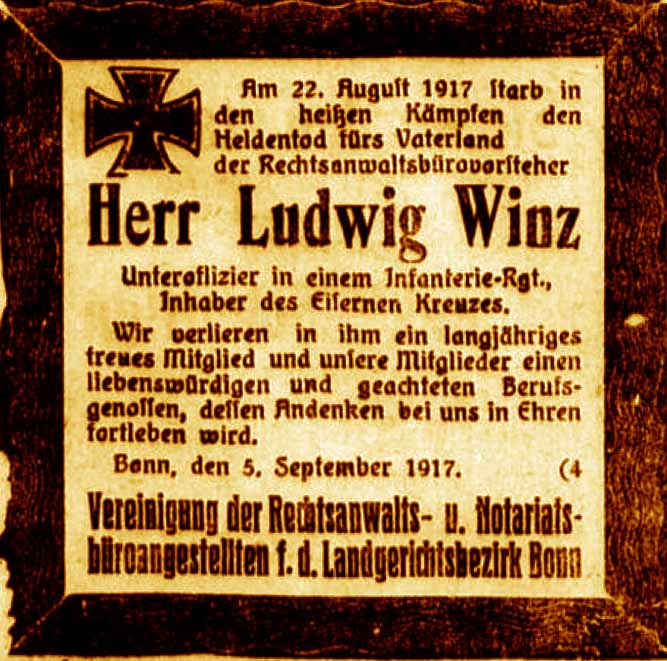 Am 22. August 1917 starb in
den heißen Kämpfen den
Heldentod fürs Vaterland
der Rechtsanwaltsbürovorsteher
Herr Ludwig Winz
Unteroffizier in einem Infanterie-Rgt.,
Inhaber des Eisernen Kreuzes.
Wir verlieren in ihm ein langjähriges
treues Mitglied und unsere Mitglieder einen
liebenswürdigen und geachteten Berufs-
genossen, dessen Andenken bei uns in Ehren
fortleben wird.
Bonn, den 5. September 1917. (4
Vereinigung der Rechtsanwalts- u. Notariats-
büroangestellten f. d. Landgerichtsbezirk Bonn